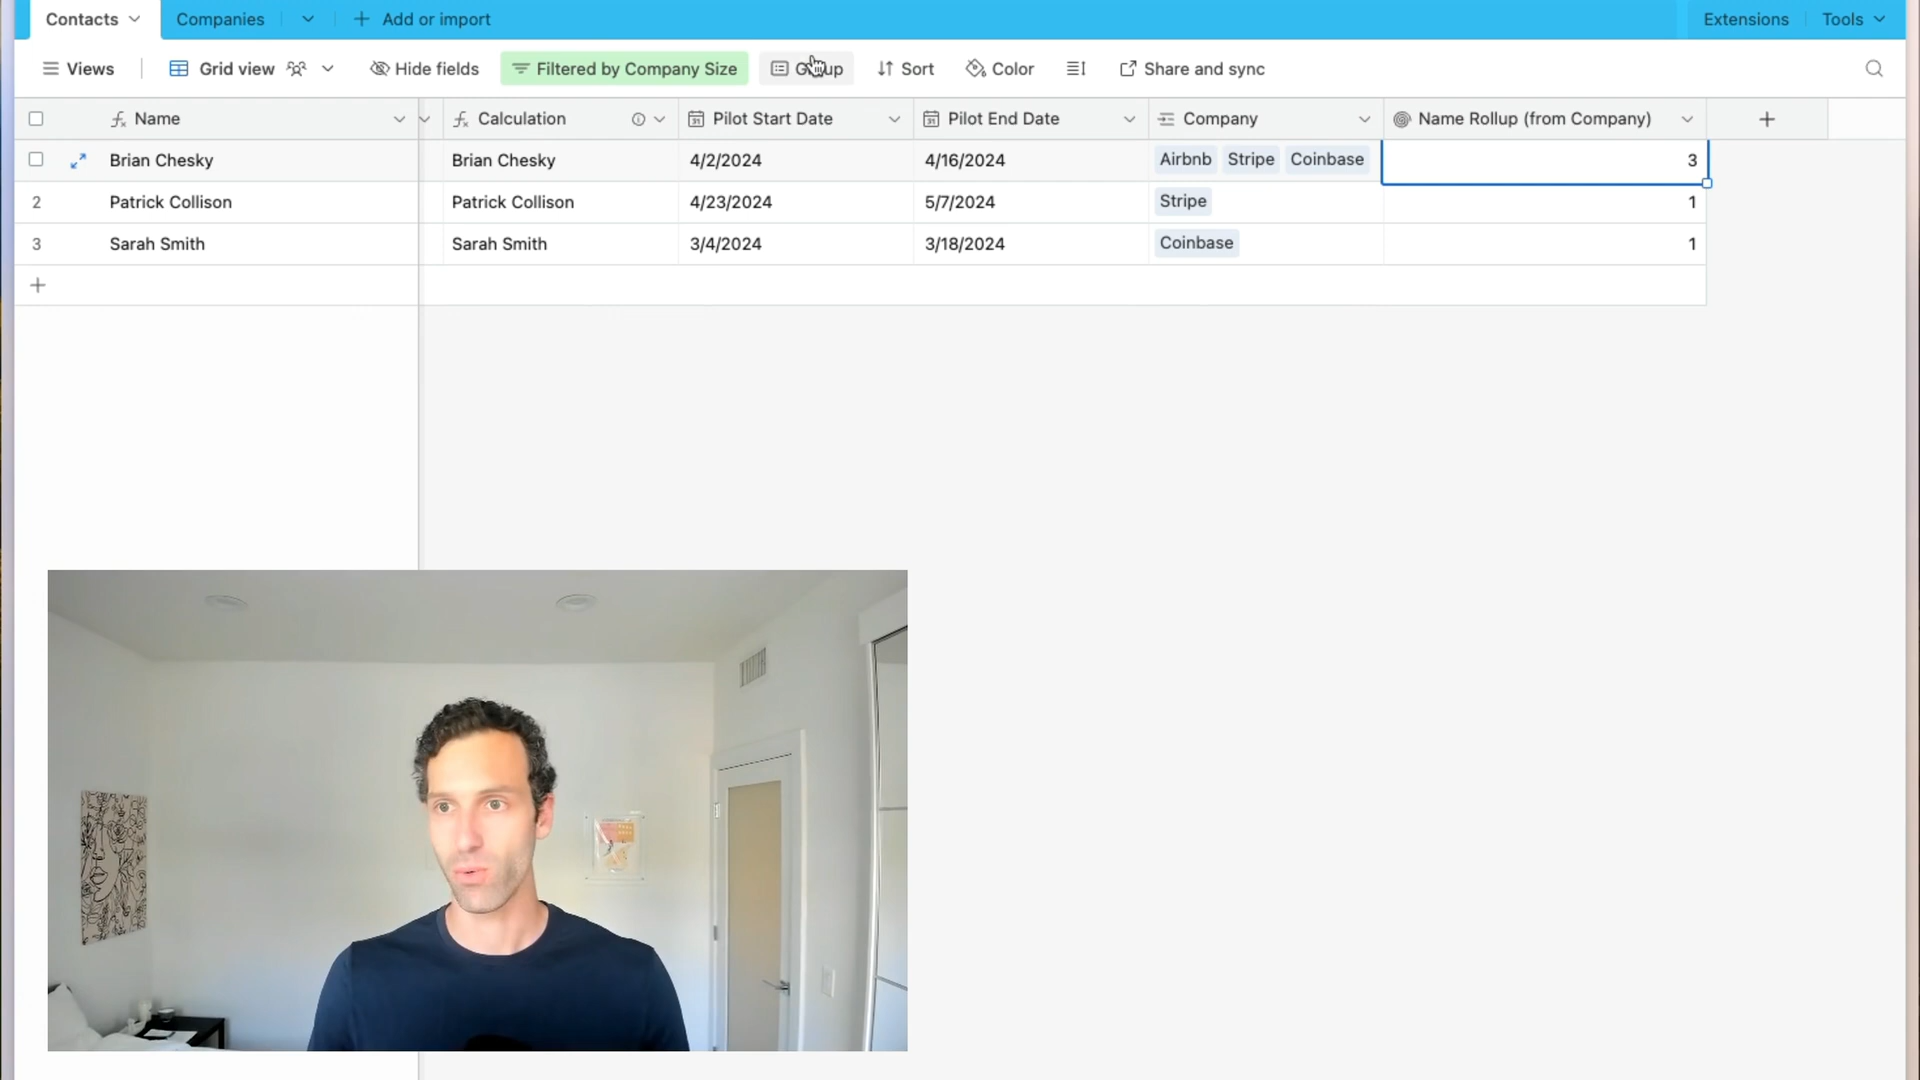 Contacts
Companies
Add or import
Extensions
Tools
Views
Grid view
Hide fields
Filtered by Company Size
Group
Sort
Color
Share and sync
Name
Calculation
Pilot Start Date
Pilot End Date
Company
Name Rollup (from Company)
Brian Chesky
Brian Chesky
4/2/2024
4/16/2024
Airbnb Stripe Coinbase
3
2
Patrick Collison
Patrick Collison
4/23/2024
5/7/2024
Stripe
1
3
Sarah Smith
Sarah Smith
3/4/2024
3/18/2024
Coinbase
1